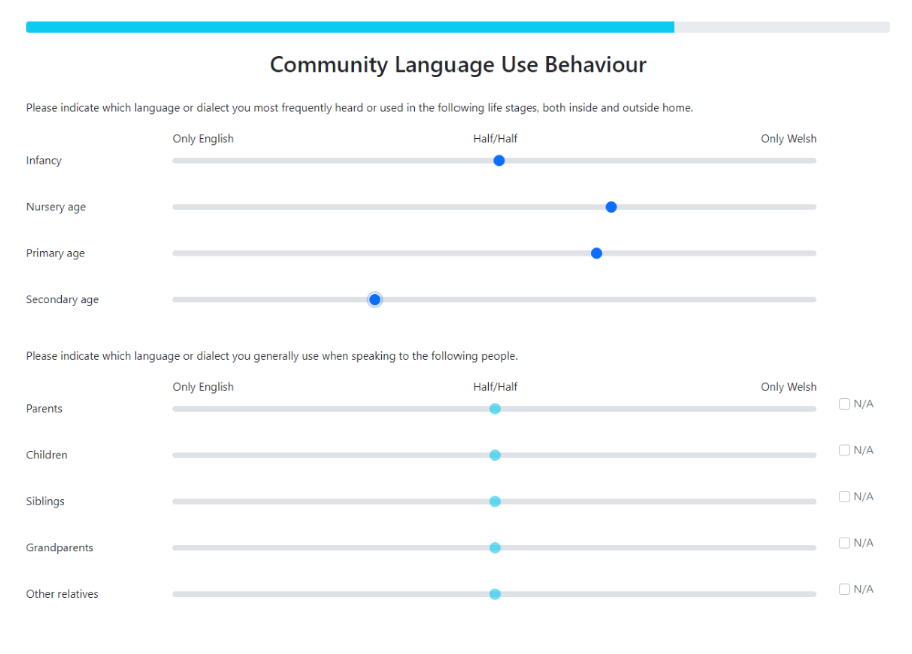 Community Language Use Behaviour
Please indicate which language or dialect you most frequently heard or used in the following life stages, both inside and outside home.
Only English Half/Half Only Welsh
Infancy
Nursery age
Primary age
Secondary age
Please indicate which language or dialect you generally use when speaking to the following people.
Only English Half/Half Only Welsh
Parents N/A
Children N/A
Siblings N/A
Grandparents N/A
Other relatives N/A